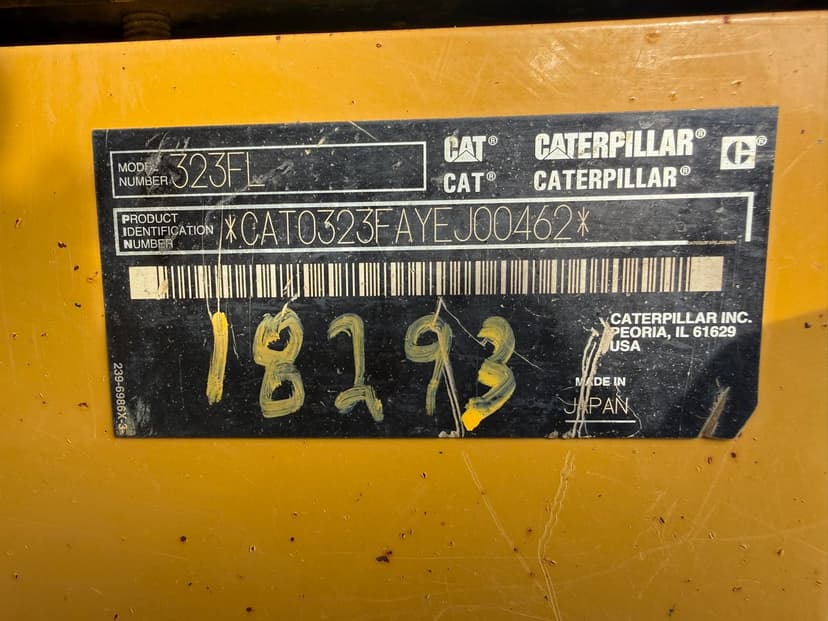 MODEL NUMBER 323FL
CAT® CATERPILLAR® C®
CAT® CATERPILLAR®
PRODUCT IDENTIFICATION NUMBER *CAT0323FAYEJ00462*
18293
CATERPILLAR INC.
PEORIA, IL 61629
USA
MADE IN
JAPAN
239-6986X-3